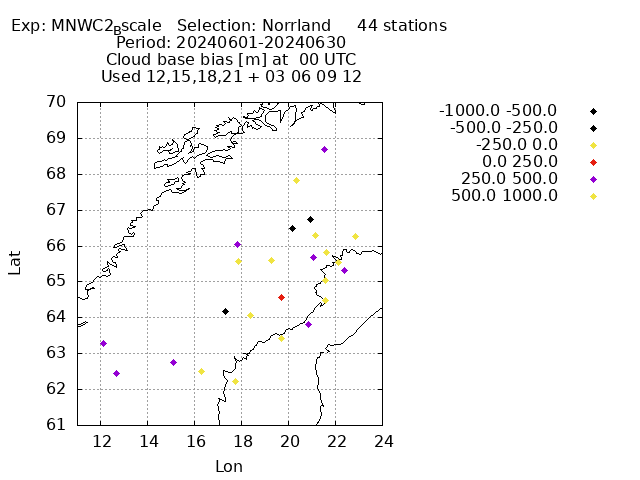 Exp: MNWC2_Bscale   Selection: Norrland     44 stations
Period: 20240601-20240630
Cloud base bias [m] at  00 UTC
Used 12,15,18,21 + 03 06 09 12
-1000.0 -500.0
-500.0 -250.0
-250.0 0.0
0.0 250.0
250.0 500.0
500.0 1000.0
70
69
68
67
66
65
64
63
62
61
Lat
12 14 16 18 20 22 24
Lon